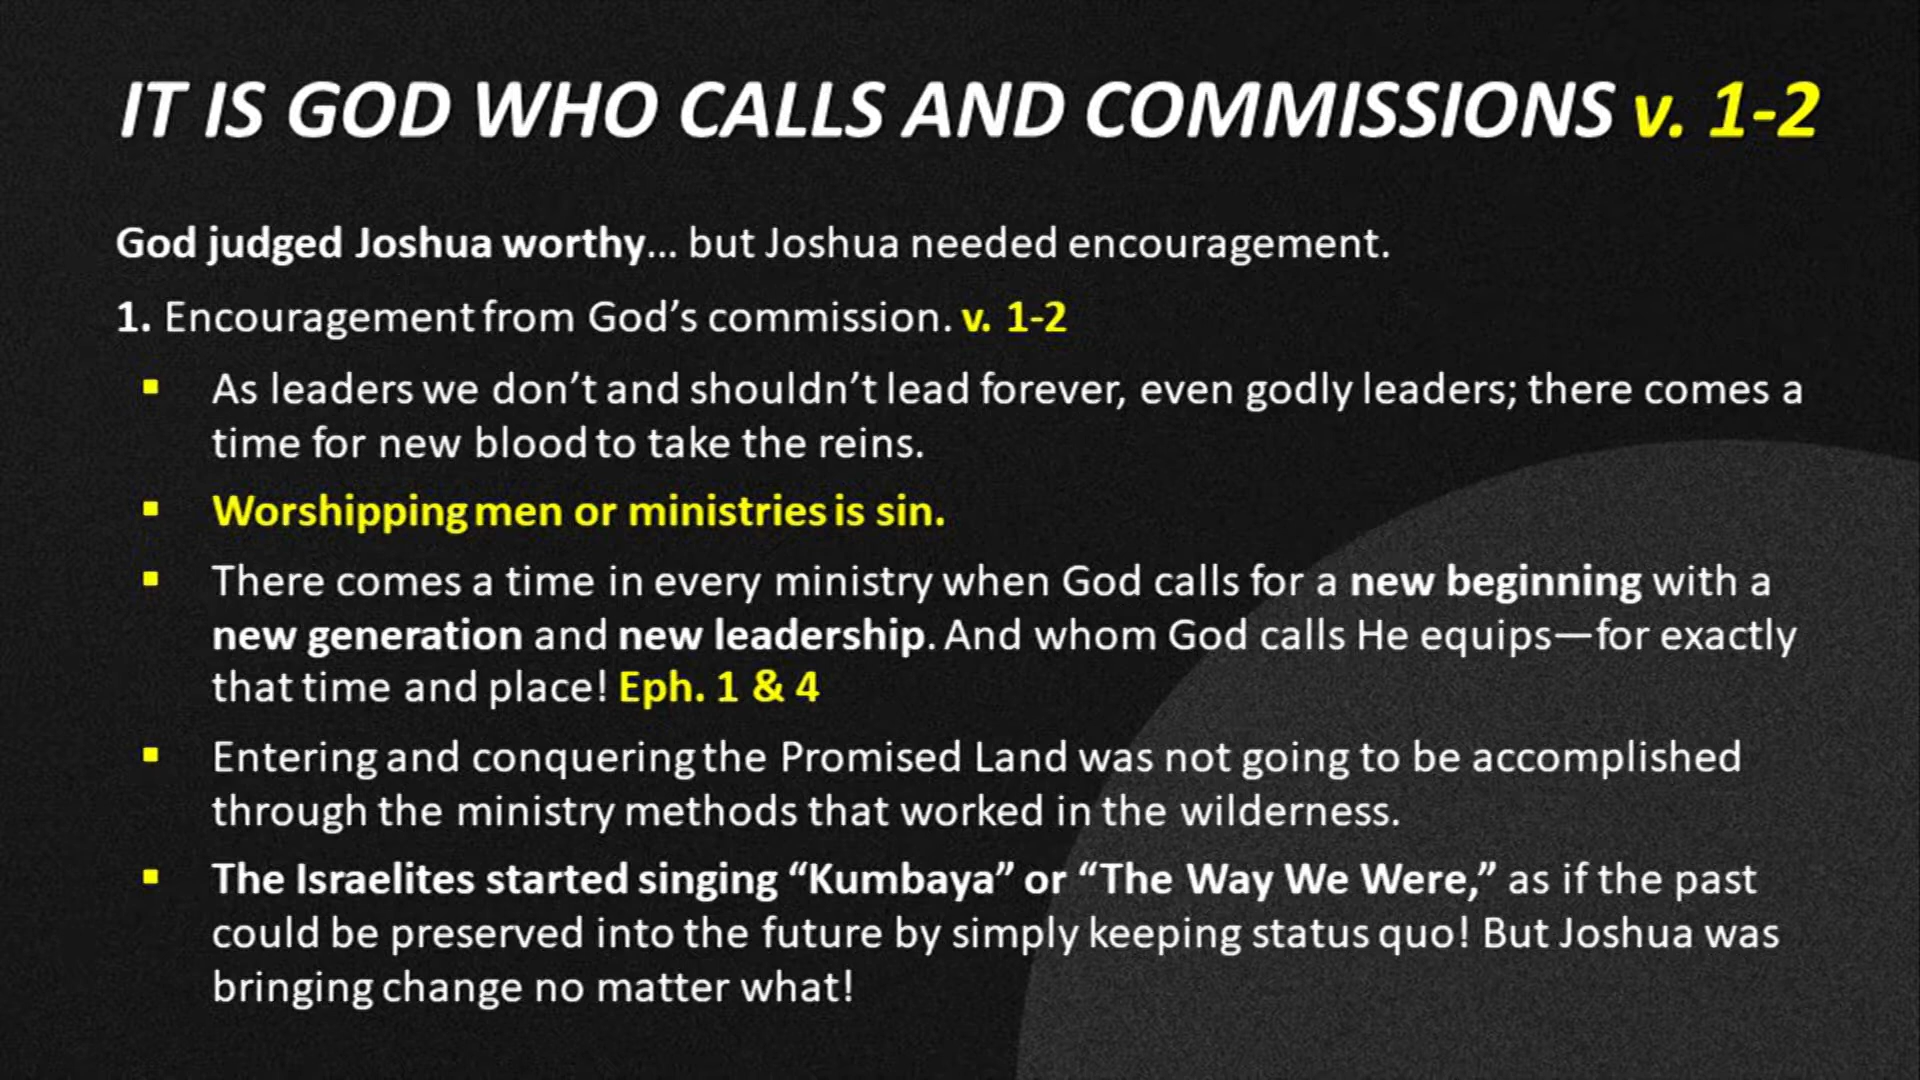 IT IS GOD WHO CALLS AND COMMISSIONS v. 1-2
God judged Joshua worthy... but Joshua needed encouragement.
1. Encouragement from God’s commission. v. 1-2
▪ As leaders we don’t and shouldn’t lead forever, even godly leaders; there comes a
time for new blood to take the reins.
▪ Worshipping men or ministries is sin.
▪ There comes a time in every ministry when God calls for a new beginning with a
new generation and new leadership. And whom God calls He equips—for exactly
that time and place! Eph. 1 & 4
▪ Entering and conquering the Promised Land was not going to be accomplished
through the ministry methods that worked in the wilderness.
▪ The Israelites started singing “Kumbaya” or “The Way We Were,” as if the past
could be preserved into the future by simply keeping status quo! But Joshua was
bringing change no matter what!